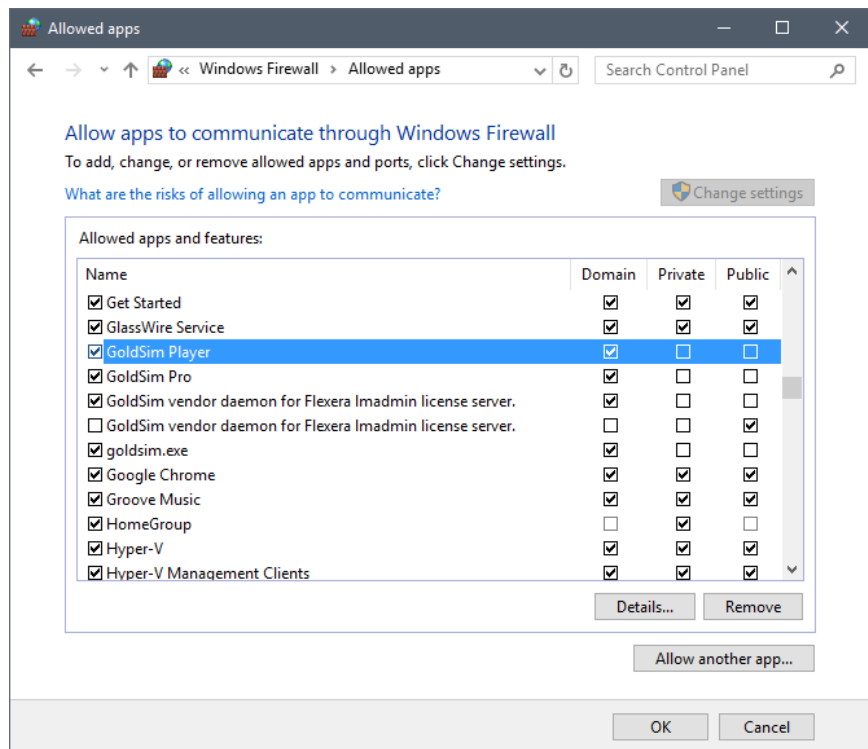 Allowed apps
« Windows Firewall › Allowed apps
Search Control Panel
Allow apps to communicate through Windows Firewall
To add, change, or remove allowed apps and ports, click Change settings.
What are the risks of allowing an app to communicate?
Change settings
Allowed apps and features:
Name Domain Private Public
Get Started
GlassWire Service
GoldSim Player
GoldSim Pro
GoldSim vendor daemon for Flexera lmadmin license server.
GoldSim vendor daemon for Flexera lmadmin license server.
goldsim.exe
Google Chrome
Groove Music
HomeGroup
Hyper-V
Hyper-V Management Clients
Details... Remove
Allow another app...
OK Cancel